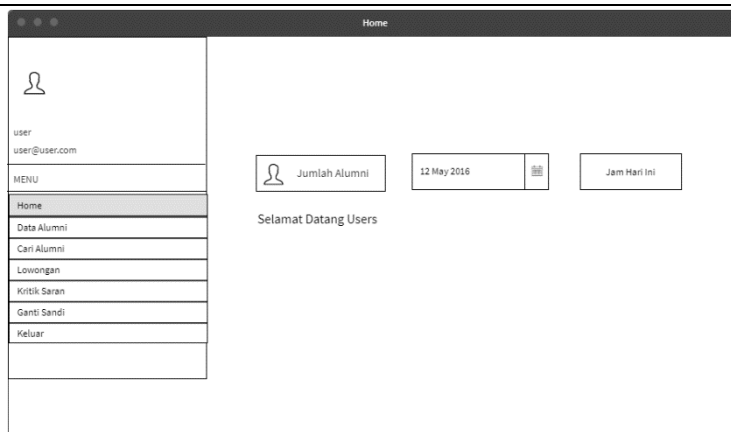 Home
user
user@user.com
MENU
Home
Data Alumni
Cari Alumni
Lowongan
Kritik Saran
Ganti Sandi
Keluar
Jumlah Alumni
12 May 2016
Jam Hari Ini
Selamat Datang Users